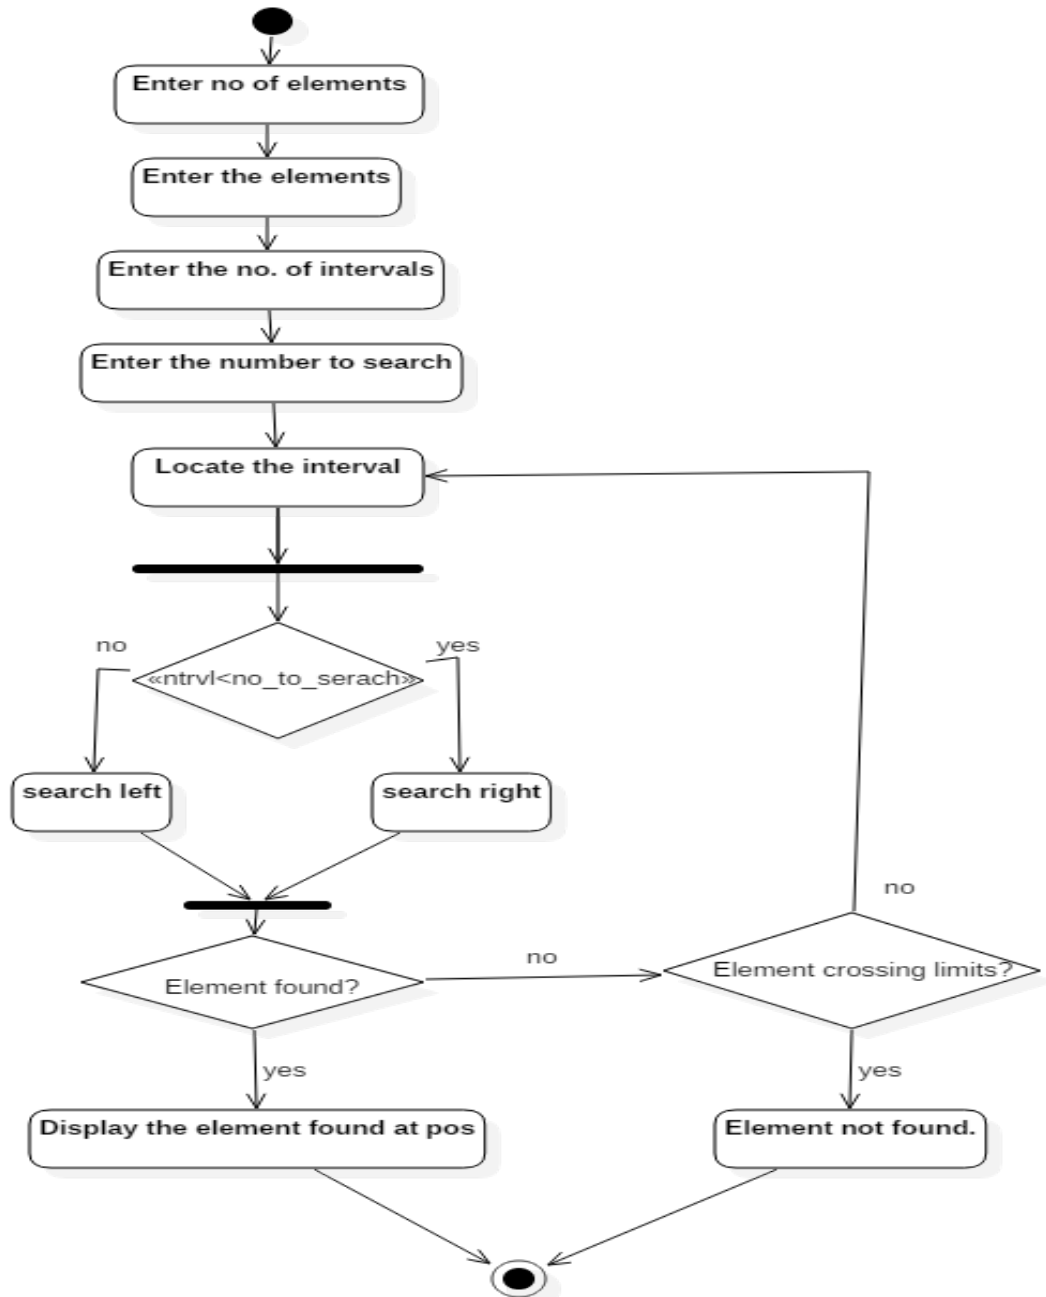 Enter no of elements
Enter the elements
Enter the no. of intervals
Enter the number to search
Locate the interval
no
yes
«ntrvl<no_to_serach»
search left
search right
no
no
Element crossing limits?
Element found?
yes
yes
Display the element found at pos
Element not found.